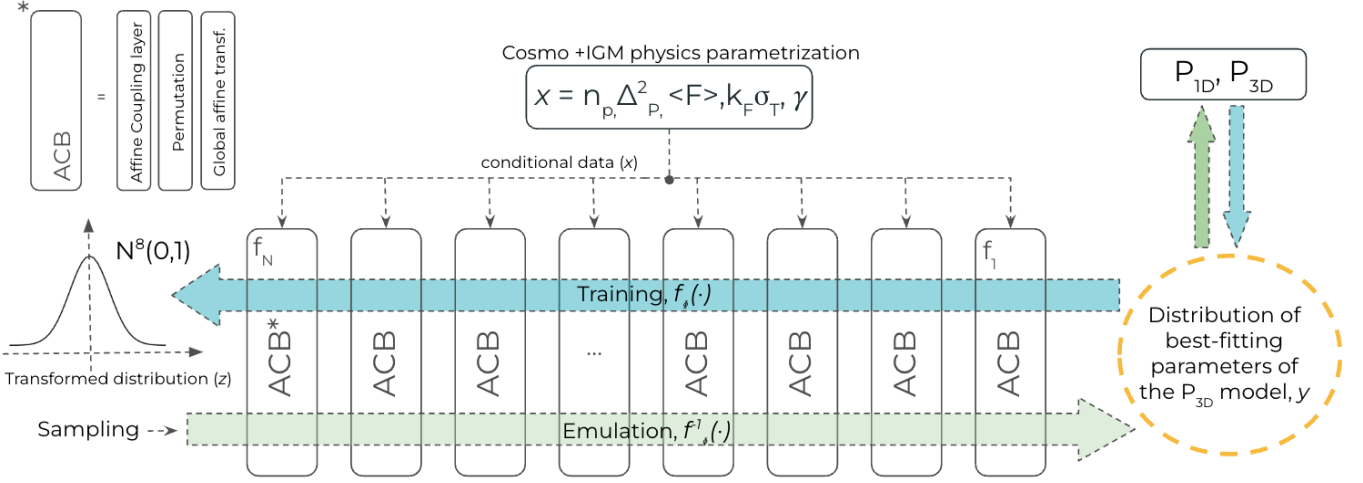 *
ACB
=
Affine Coupling layer
Permutation
Global affine transf.
Cosmo +IGM physics parametrization
x = n_p, Δ²_P, <F>,k_F σ_T, γ
P_1D, P_3D
conditional data (x)
N⁸(0,1)
f_N
f_1
Training, f_ϕ(·)
ACB*
ACB
ACB
...
ACB
ACB
ACB
ACB
Distribution of
best-fitting
parameters of
the P_3D model, y
Transformed distribution (z)
Sampling
Emulation, f⁻¹_ϕ(·)